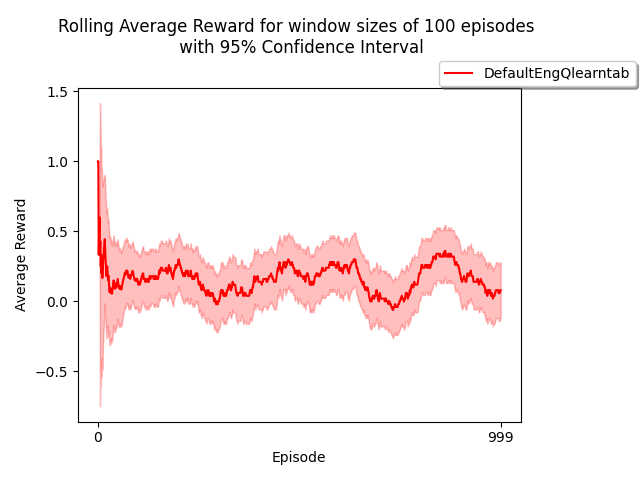 Rolling Average Reward for window sizes of 100 episodes
with 95% Confidence Interval
DefaultEngQlearntab
1.5
1.0
0.5
0.0
−0.5
Average Reward
0
999
Episode